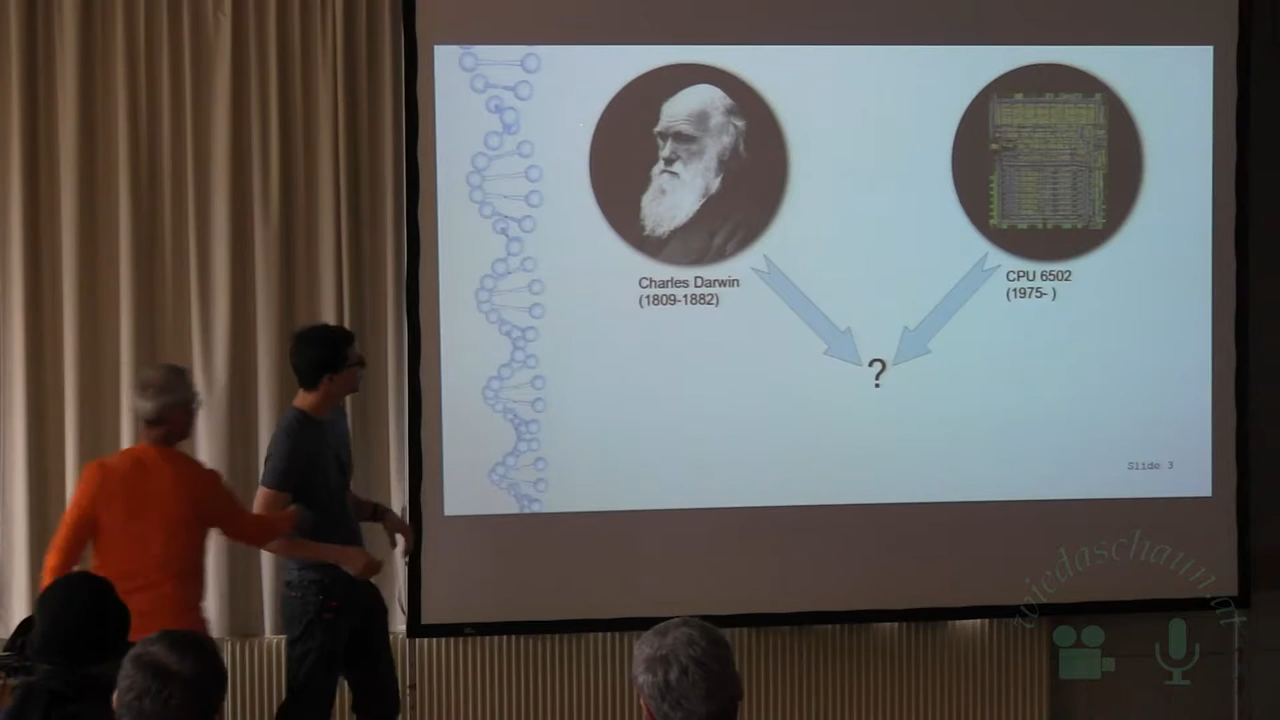 Charles Darwin
(1809-1882)
CPU 6502
(1975- )
?
Slide 3
wiedaschaun.at